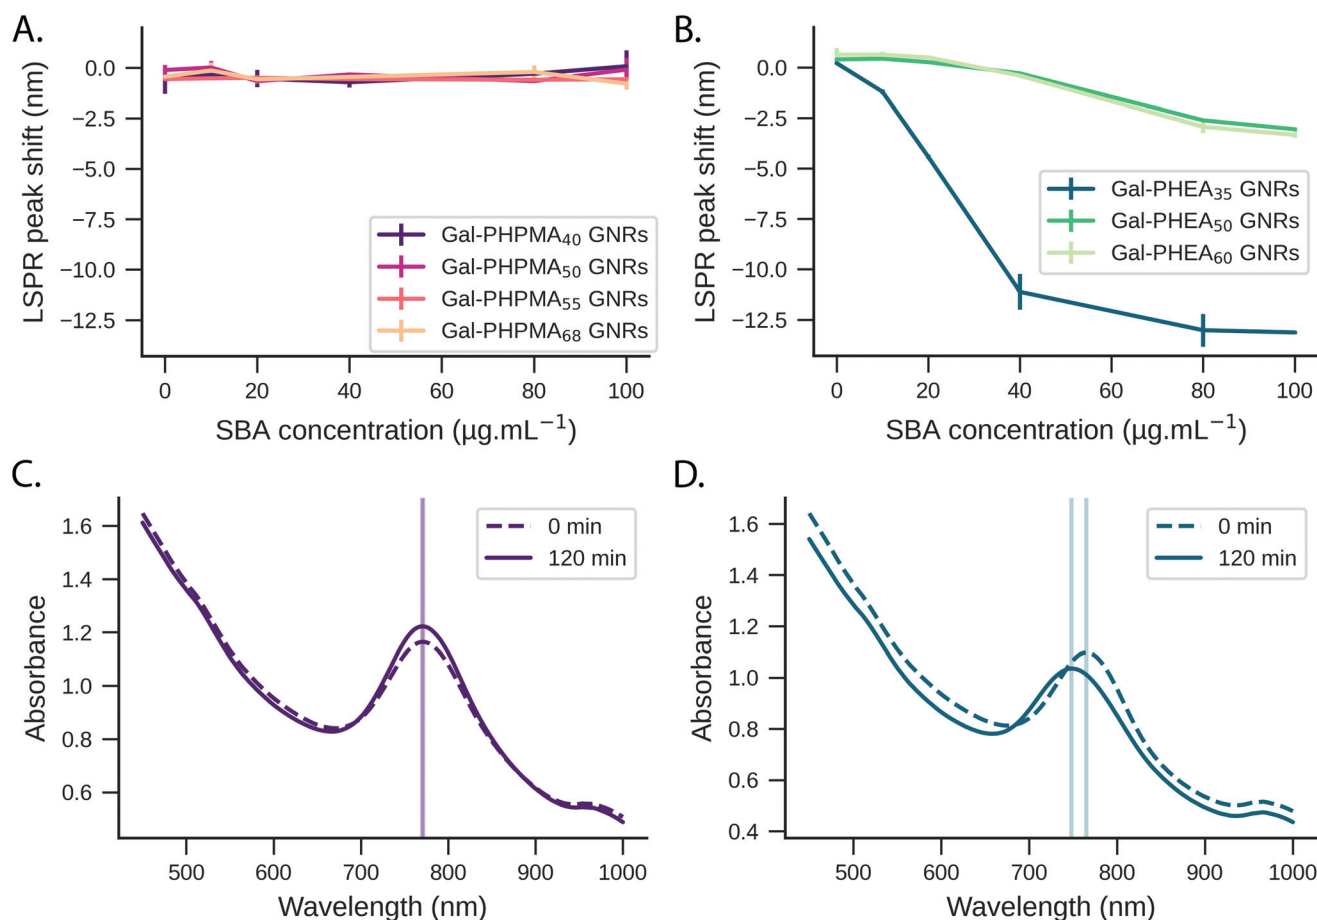 A.
LSPR peak shift (nm)
0.0
−2.5
−5.0
−7.5
−10.0
−12.5
Gal-PHPMA₄₀ GNRs
Gal-PHPMA₅₀ GNRs
Gal-PHPMA₅₅ GNRs
Gal-PHPMA₆₈ GNRs
0 20 40 60 80 100
SBA concentration (µg.mL⁻¹)
B.
LSPR peak shift (nm)
0.0
−2.5
−5.0
−7.5
−10.0
−12.5
Gal-PHEA₃₅ GNRs
Gal-PHEA₅₀ GNRs
Gal-PHEA₆₀ GNRs
0 20 40 60 80 100
SBA concentration (µg.mL⁻¹)
C.
Absorbance
1.6
1.4
1.2
1.0
0.8
0.6
0 min
120 min
500 600 700 800 900 1000
Wavelength (nm)
D.
Absorbance
1.6
1.4
1.2
1.0
0.8
0.6
0.4
0 min
120 min
500 600 700 800 900 1000
Wavelength (nm)